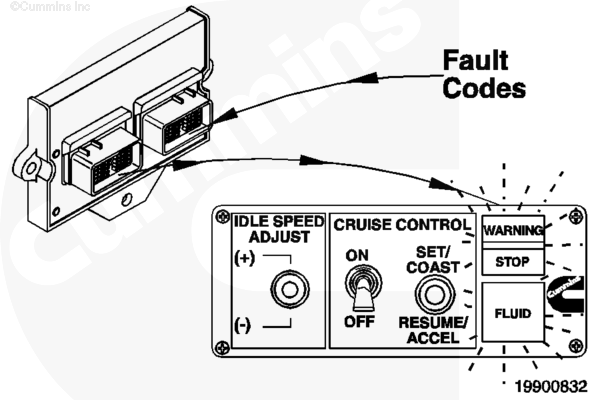 ©Cummins Inc
Fault
Codes
IDLE SPEED
ADJUST
(+)
(-)
CRUISE CONTROL
ON
OFF
SET/
COAST
RESUME/
ACCEL
WARNING
STOP
FLUID
Cummins
19900832
Cummins